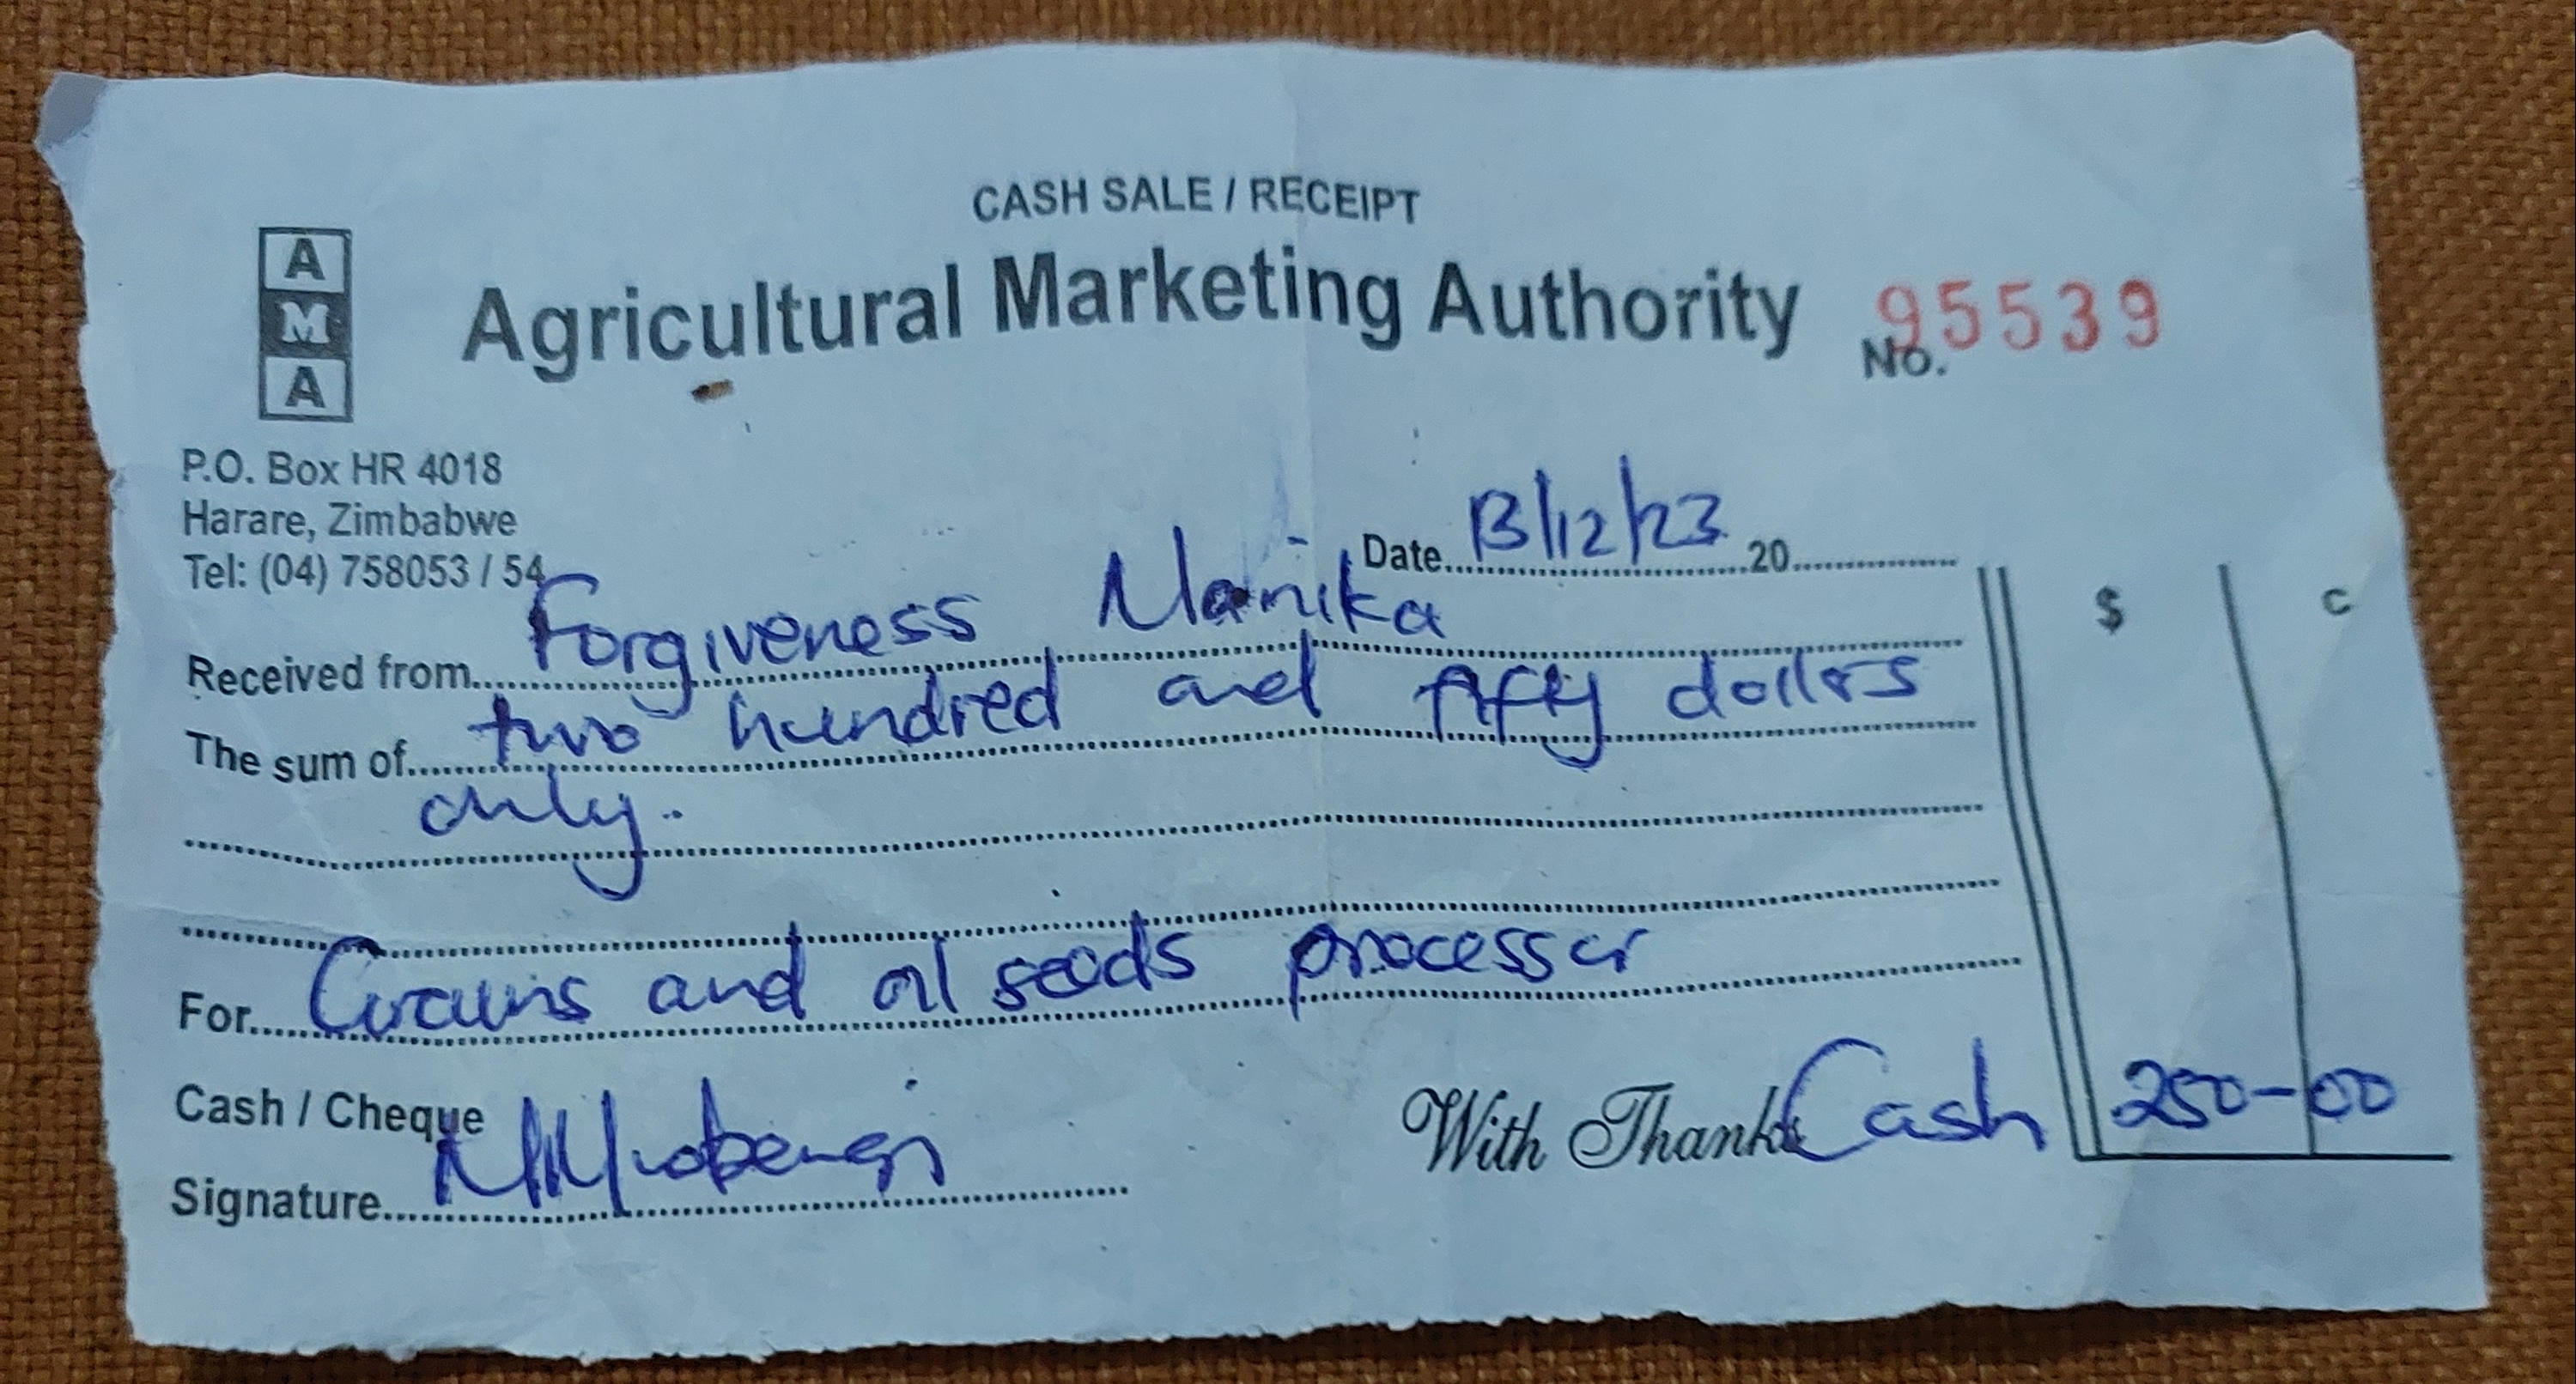 CASH SALE / RECEIPT
A
M
A
Agricultural Marketing Authority
No. 95539
P.O. Box HR 4018
Harare, Zimbabwe
Tel: (04) 758053 / 54
Date 13/12/23 20
$ c
Received from Forgiveness Manika
The sum of two hundred and fifty dollars
only.
For Grains and oil seeds processor
Cash / Cheque
With Thanks Cash 250-00
Signature